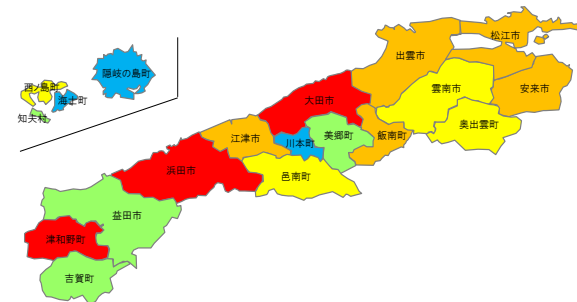 松江市
出雲市
隠岐の島町
安来市
雲南市
西ノ島町
海士町
大田市
知夫村
奥出雲町
江津市
美郷町
飯南町
川本町
浜田市
邑南町
益田市
津和野町
吉賀町